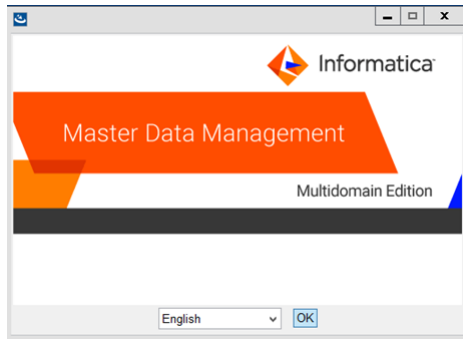 Informatica
Master Data Management
Multidomain Edition
English
OK